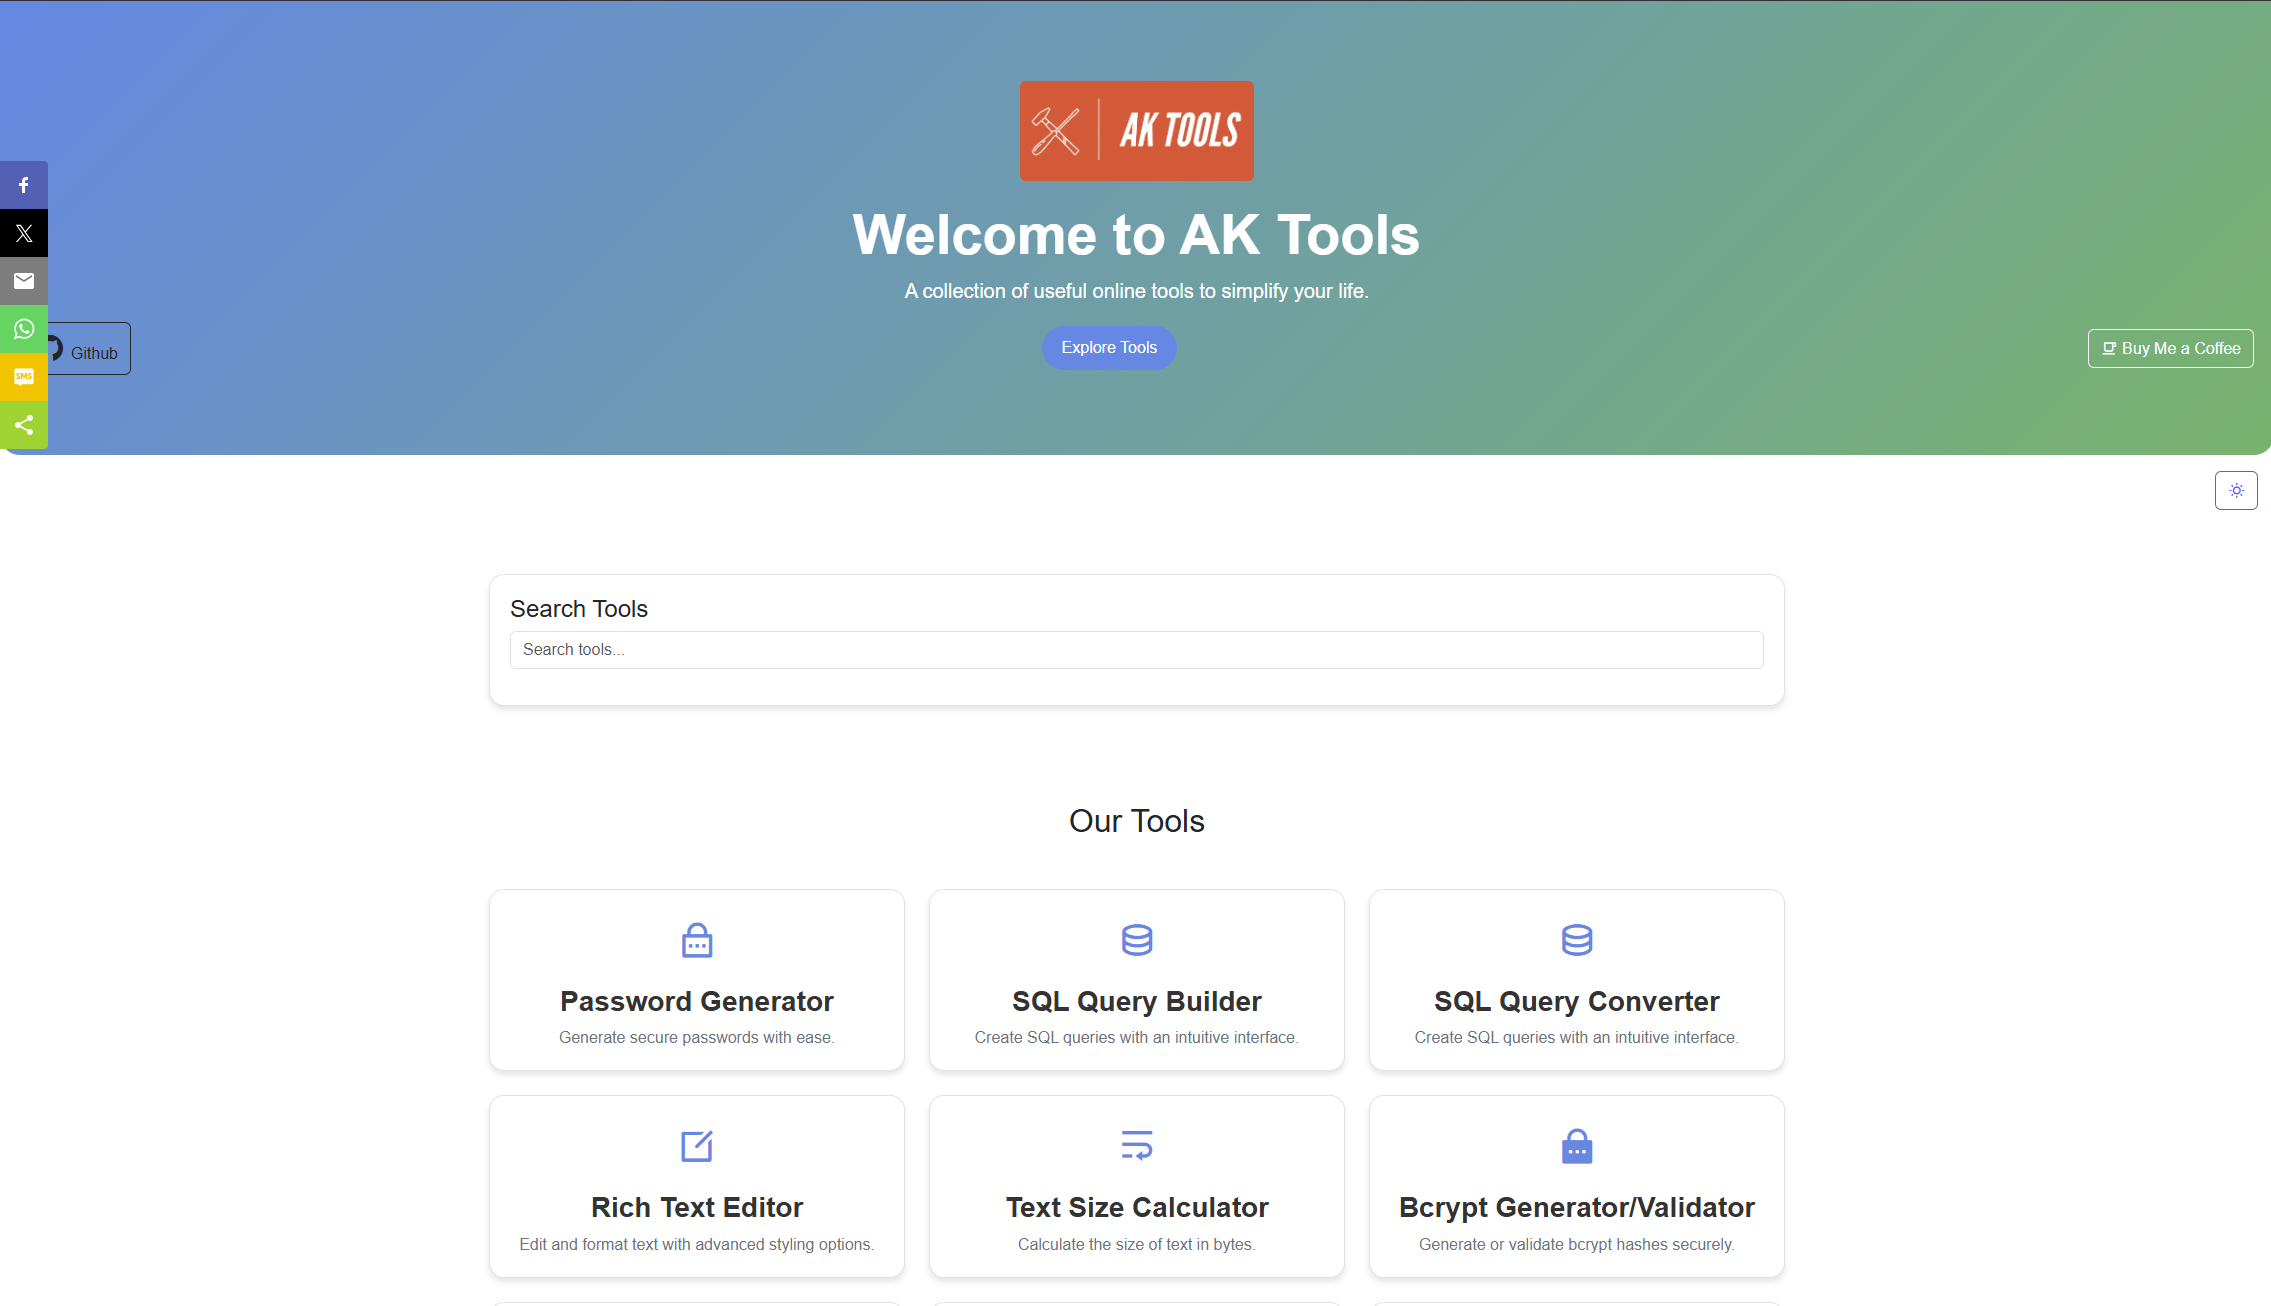 AK TOOLS
Welcome to AK Tools
A collection of useful online tools to simplify your life.
Github
Explore Tools
Buy Me a Coffee
SMS
Search Tools
Search tools...
Our Tools
Password Generator
Generate secure passwords with ease.
SQL Query Builder
Create SQL queries with an intuitive interface.
SQL Query Converter
Create SQL queries with an intuitive interface.
Rich Text Editor
Edit and format text with advanced styling options.
Text Size Calculator
Calculate the size of text in bytes.
Bcrypt Generator/Validator
Generate or validate bcrypt hashes securely.